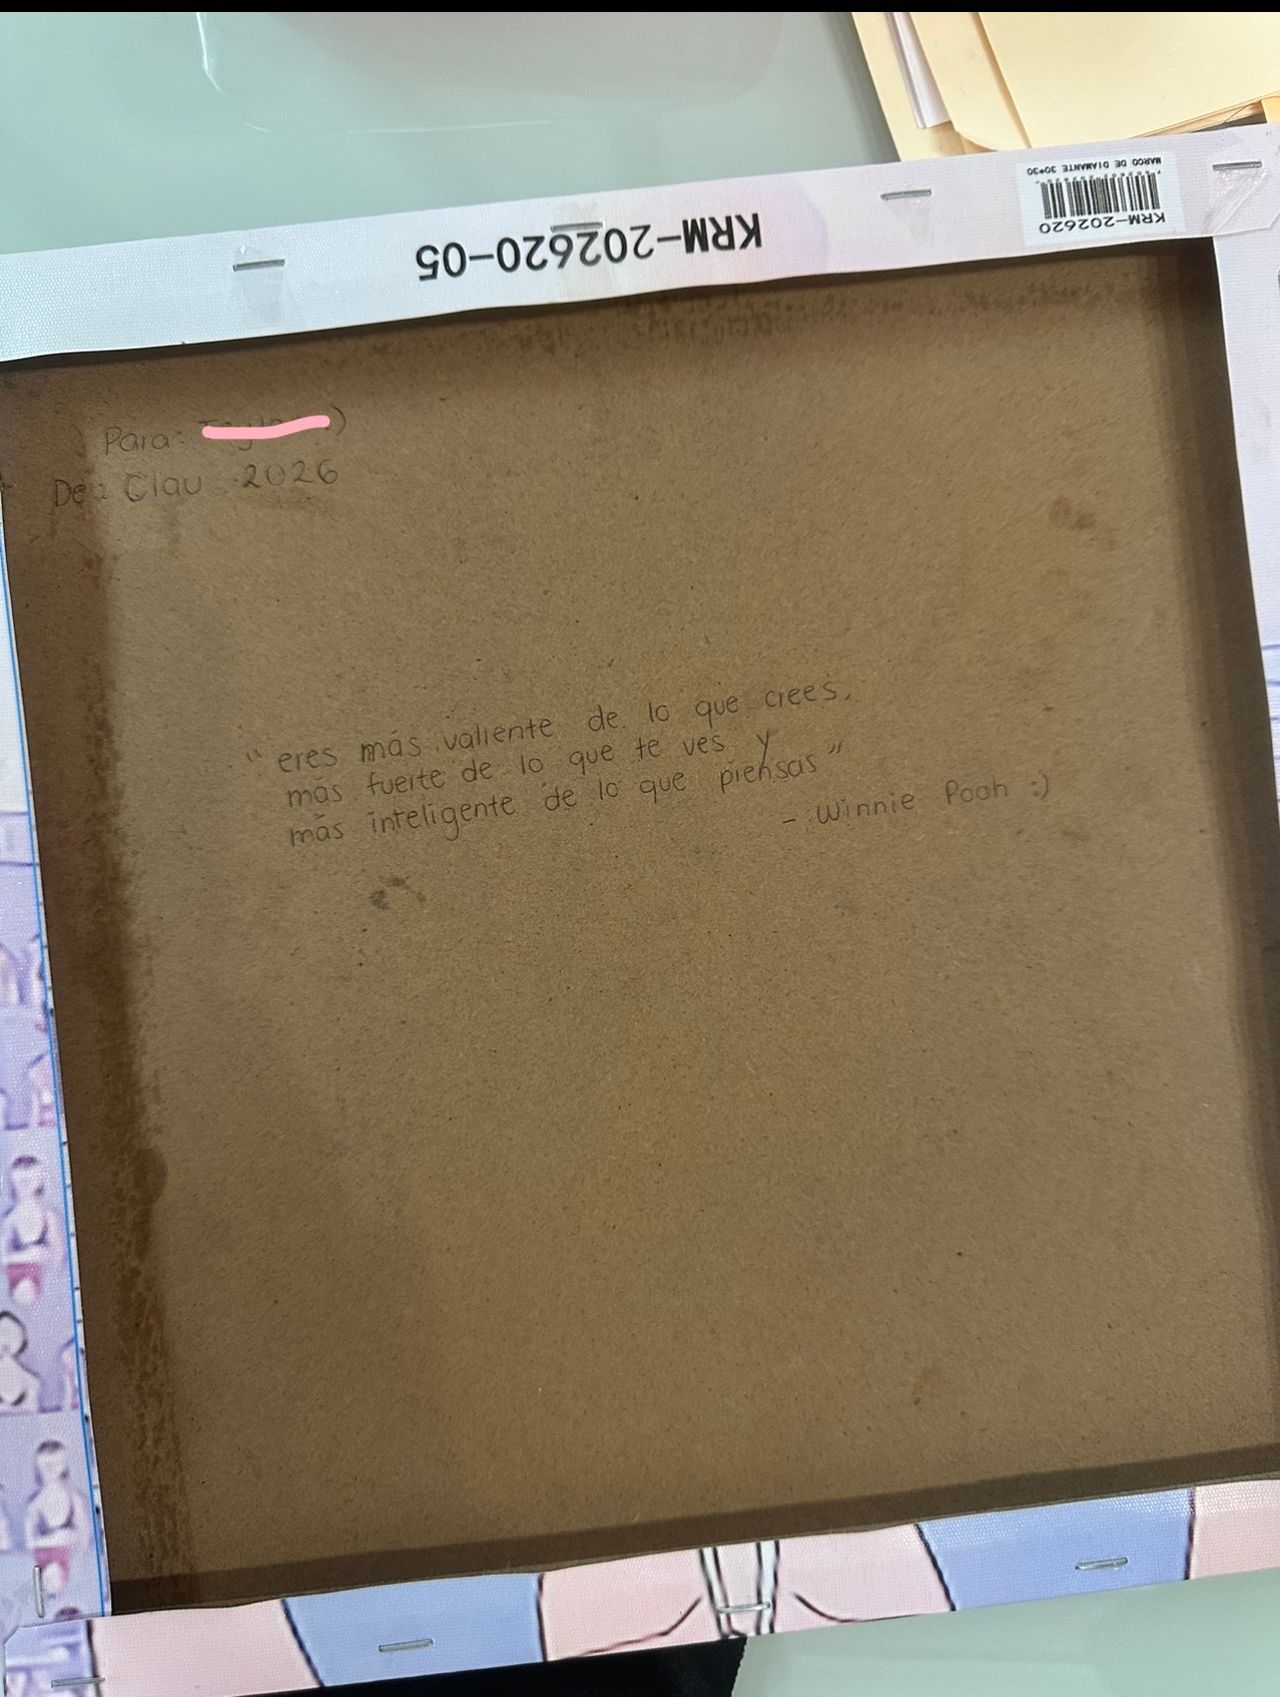 KRM-202620
MARCO DE DIAMANTE 30*30
KRM-202620-05
Para:
De: Clau 2026
"eres más valiente de lo que crees,
más fuerte de lo que te ves y
más inteligente de lo que piensas"
- Winnie Pooh :)